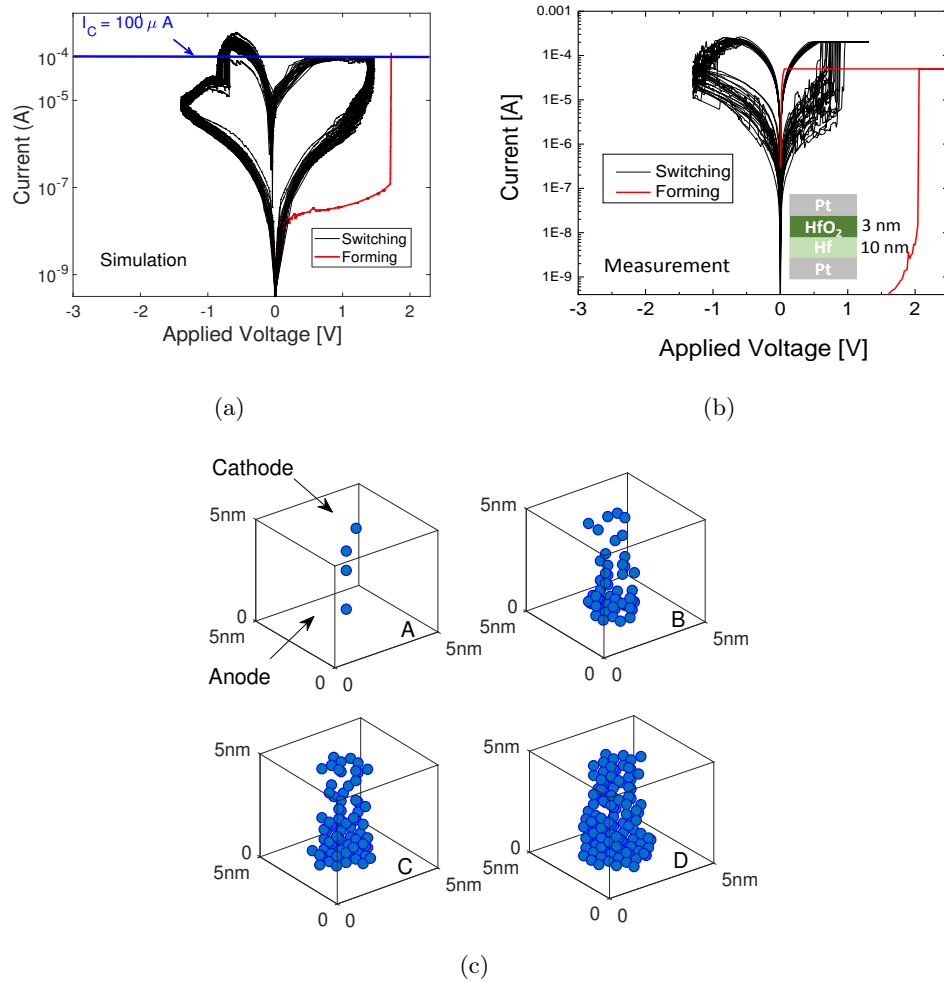 I_C = 100 μ A
10^-4
10^-5
10^-7
10^-9
Current (A)
Simulation
Switching
Forming
-3 -2 -1 0 1 2
Applied Voltage [V]
(a)
0.001
1E-4
1E-5
1E-6
1E-7
1E-8
1E-9
Current [A]
Switching
Forming
Pt
HfO₂ 3 nm
Hf 10 nm
Pt
Measurement
-3 -2 -1 0 1 2
Applied Voltage [V]
(b)
Cathode
5nm
0
5nm
Anode
A
5nm
0 0
5nm
0
5nm
B
5nm
0 0
5nm
0
5nm
C
5nm
0 0
5nm
0
5nm
D
5nm
0 0
(c)